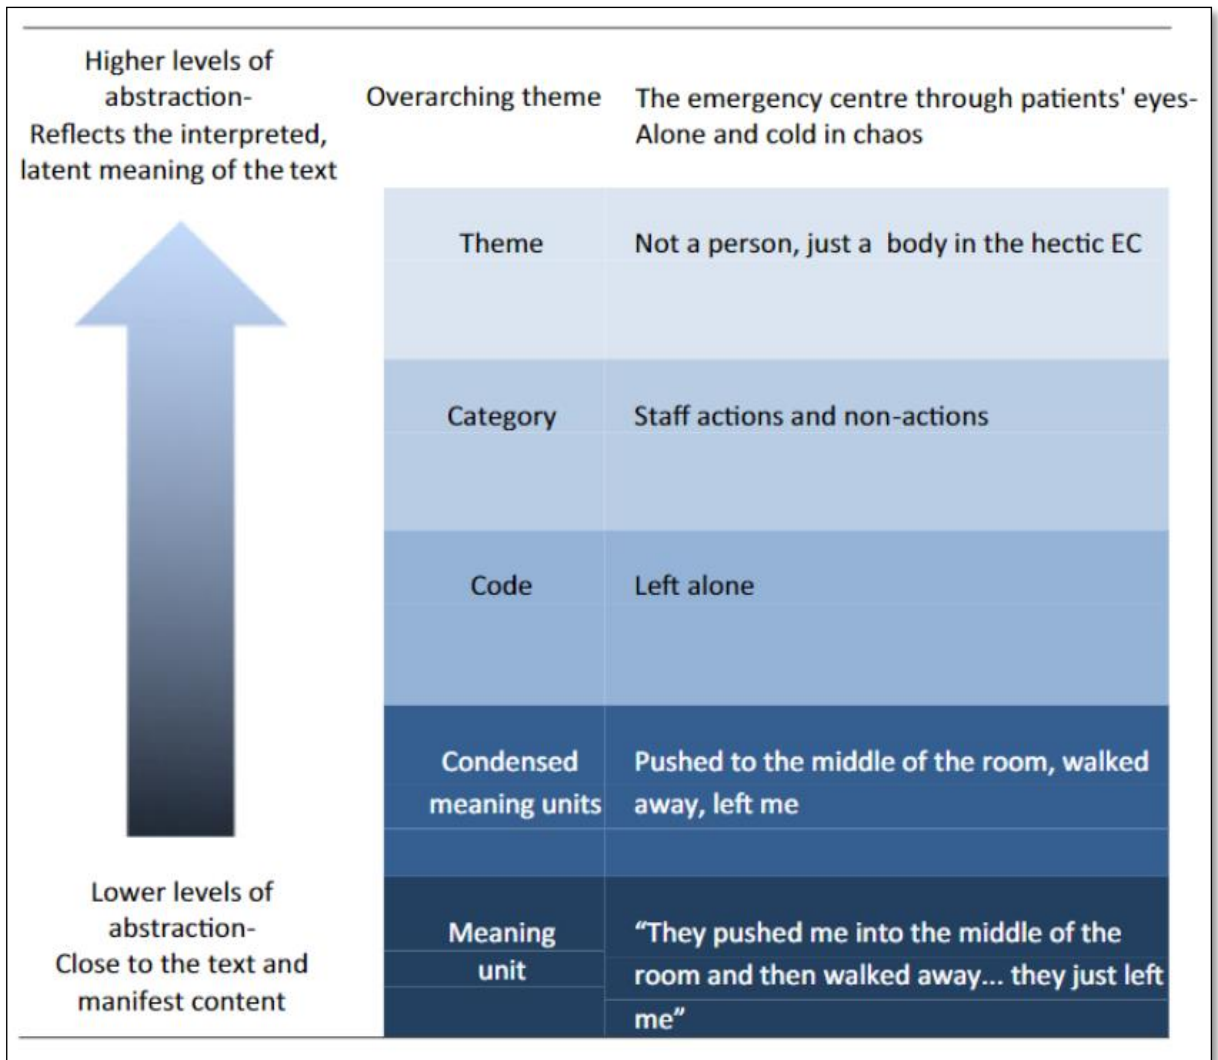 Higher levels of
abstraction-
Reflects the interpreted,
latent meaning of the text
Overarching theme
The emergency centre through patients' eyes-
Alone and cold in chaos
Theme
Not a person, just a body in the hectic EC
Category
Staff actions and non-actions
Code
Left alone
Condensed
meaning units
Pushed to the middle of the room, walked
away, left me
Lower levels of
abstraction-
Close to the text and
manifest content
Meaning
unit
“They pushed me into the middle of the
room and then walked away... they just left
me”